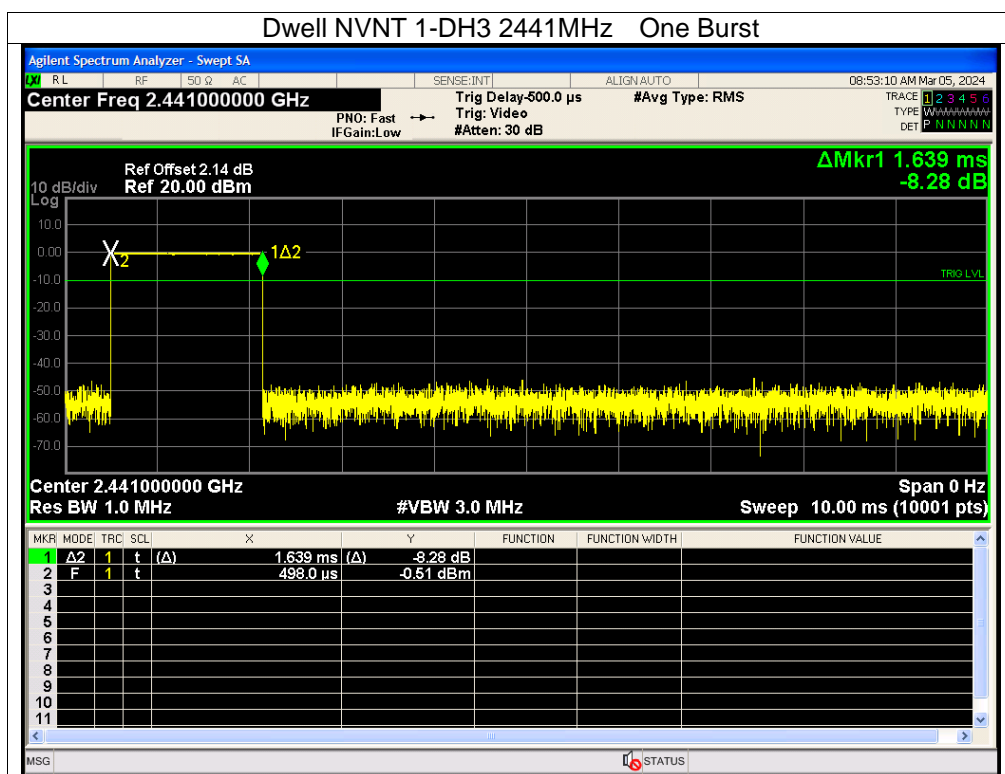 Dwell NVNT 1-DH3 2441MHz One Burst
Agilent Spectrum Analyzer - Swept SA
LXI RL RF 50 Ω AC SENSE:INT ALIGN AUTO 08:53:10 AM Mar 05, 2024
Center Freq 2.441000000 GHz Trig Delay-500.0 µs #Avg Type: RMS TRACE 1 2 3 4 5 6
PNO: Fast Trig: Video TYPE WWWWWW
IFGain:Low #Atten: 30 dB DET P N N N N N
ΔMkr1 1.639 ms
-8.28 dB
Ref Offset 2.14 dB
10 dB/div Ref 20.00 dBm
Log
10.0
0.00
-10.0
-20.0
-30.0
-40.0
-50.0
-60.0
-70.0
X2
1Δ2
TRIG LVL
Center 2.441000000 GHz Span 0 Hz
Res BW 1.0 MHz #VBW 3.0 MHz Sweep 10.00 ms (10001 pts)
MKR MODE TRC SCL X Y FUNCTION FUNCTION WIDTH FUNCTION VALUE
1 Δ2 1 t (Δ) 1.639 ms (Δ) -8.28 dB
2 F 1 t 498.0 µs -0.51 dBm
3
4
5
6
7
8
9
10
11
MSG STATUS